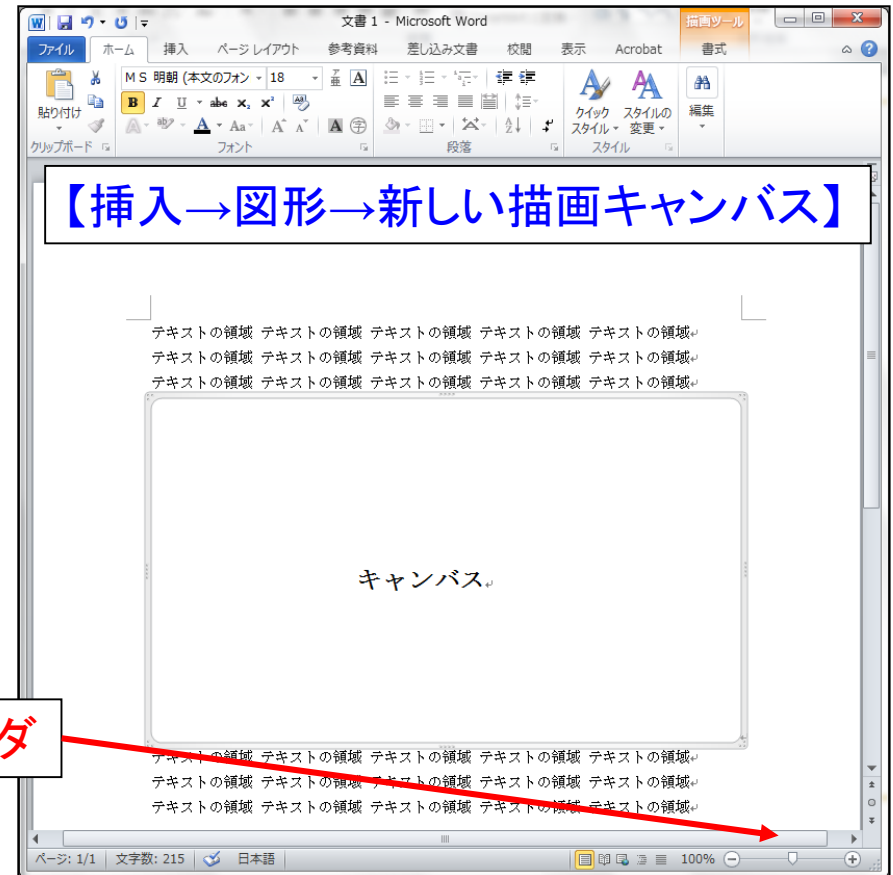 文書 1 - Microsoft Word
描画ツール
ファイル ホーム 挿入 ページ レイアウト 参考資料 差し込み文書 校閲 表示 Acrobat 書式
貼り付け
ＭＳ 明朝 (本文のフォン 18
クイック スタイル
スタイルの 変更
編集
クリップボード フォント 段落 スタイル
【挿入→図形→新しい描画キャンバス】
テキストの領域 テキストの領域 テキストの領域 テキストの領域 テキストの領域
テキストの領域 テキストの領域 テキストの領域 テキストの領域 テキストの領域
テキストの領域 テキストの領域 テキストの領域 テキストの領域 テキストの領域
キャンバス
ダ
テキストの領域 テキストの領域 テキストの領域 テキストの領域 テキストの領域
テキストの領域 テキストの領域 テキストの領域 テキストの領域 テキストの領域
テキストの領域 テキストの領域 テキストの領域 テキストの領域 テキストの領域
ページ: 1/1 文字数: 215 日本語 100%